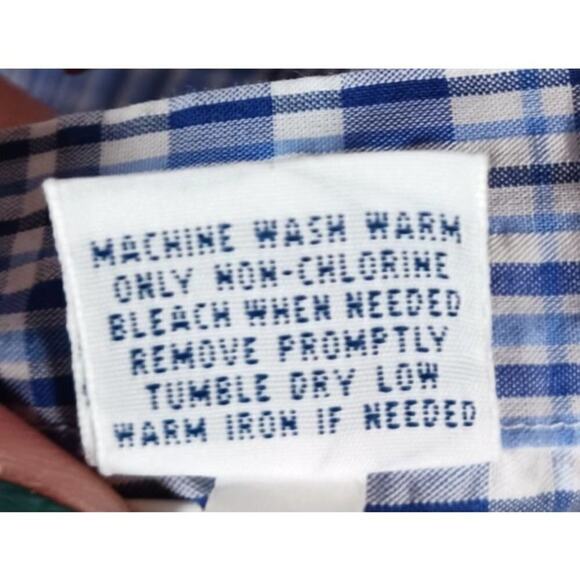 MACHINE WASH WARM
ONLY NON-CHLORINE
BLEACH WHEN NEEDED
REMOVE PROMPTLY
TUMBLE DRY LOW
WARM IRON IF NEEDED